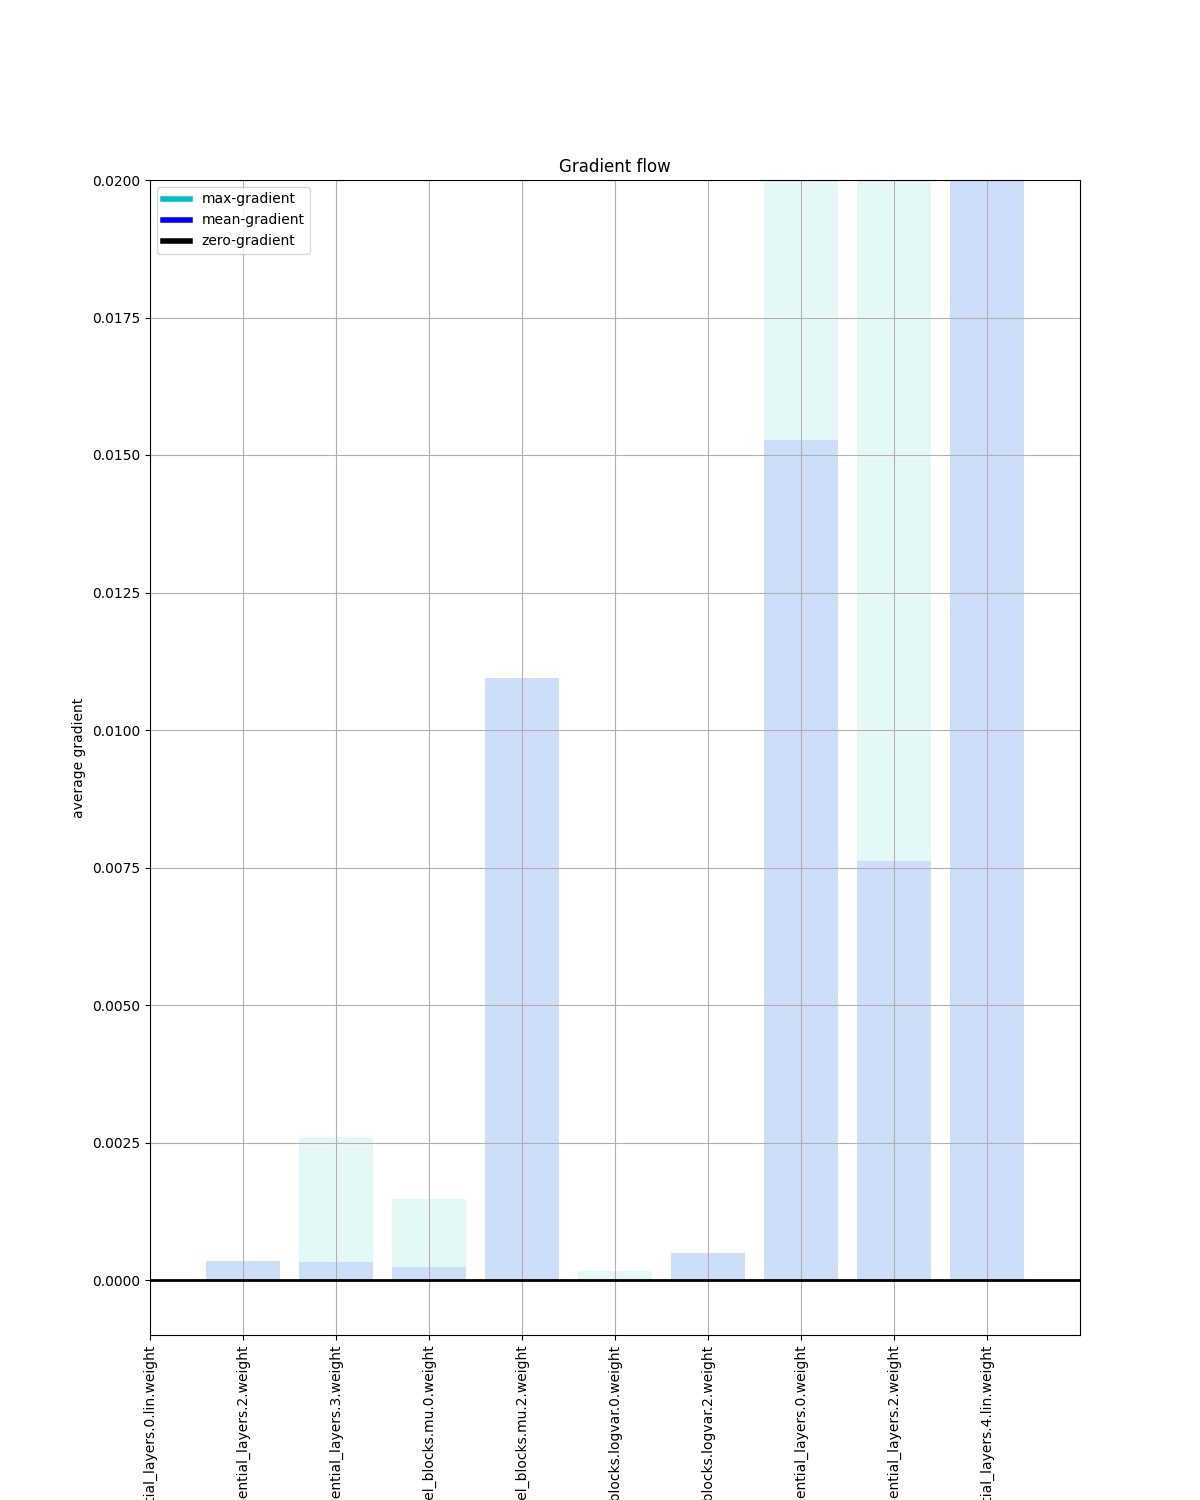 Gradient flow
max-gradient
mean-gradient
zero-gradient
0.0200
0.0175
0.0150
0.0125
0.0100
0.0075
0.0050
0.0025
0.0000
average gradient
tial_layers.0.lin.weight
ential_layers.2.weight
ential_layers.3.weight
el_blocks.mu.0.weight
el_blocks.mu.2.weight
blocks.logvar.0.weight
blocks.logvar.2.weight
ential_layers.0.weight
ential_layers.2.weight
tial_layers.4.lin.weight